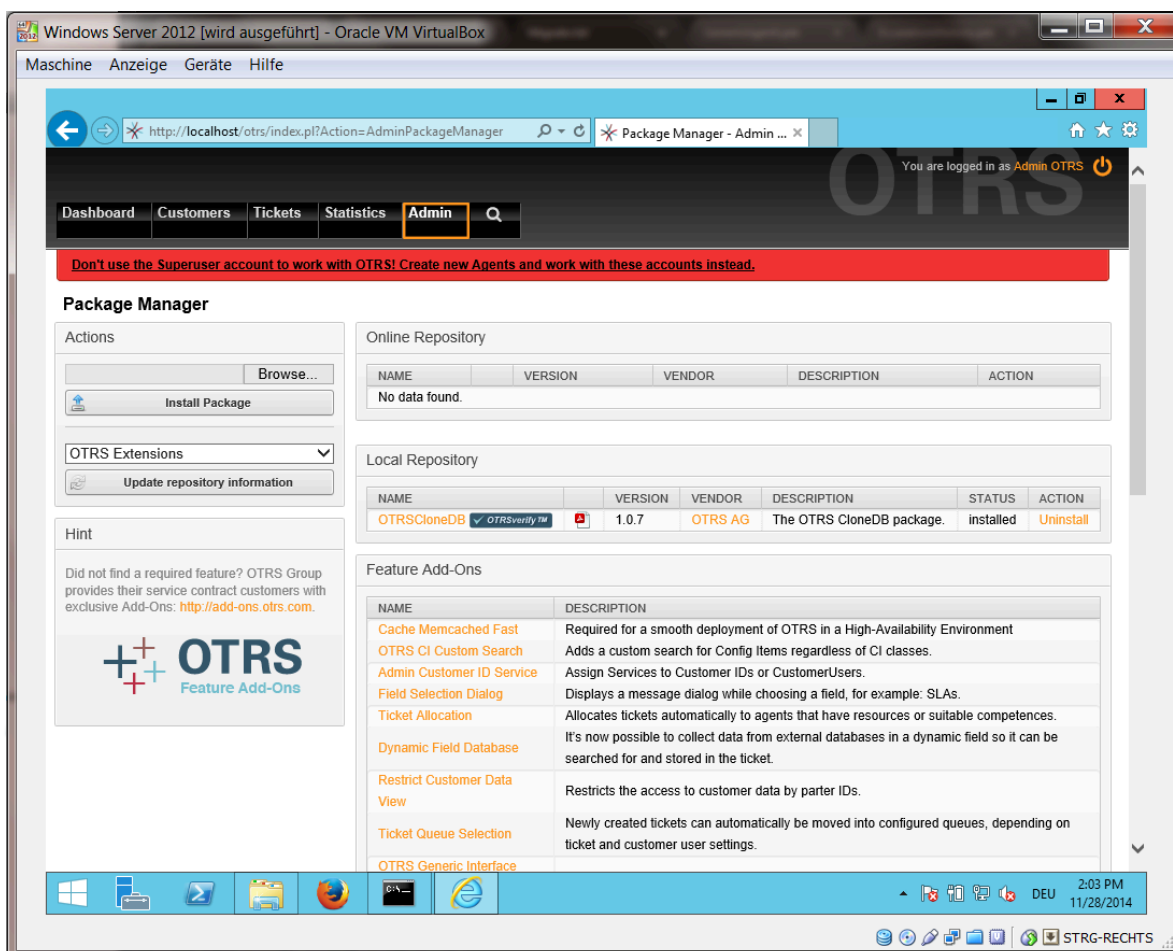 Windows Server 2012 [wird ausgeführt] - Oracle VM VirtualBox
Maschine Anzeige Geräte Hilfe
http://localhost/otrs/index.pl?Action=AdminPackageManager
Package Manager - Admin ...
OTRS
You are logged in as Admin OTRS
Dashboard Customers Tickets Statistics Admin
Don't use the Superuser account to work with OTRS! Create new Agents and work with these accounts instead.
Package Manager
Actions
Browse...
Install Package
OTRS Extensions
Update repository information
Hint
Did not find a required feature? OTRS Group
provides their service contract customers with
exclusive Add-Ons: http://add-ons.otrs.com.
OTRS
Feature Add-Ons
Online Repository
NAME VERSION VENDOR DESCRIPTION ACTION
No data found.
Local Repository
NAME VERSION VENDOR DESCRIPTION STATUS ACTION
OTRSCloneDB OTRSverify™ 1.0.7 OTRS AG The OTRS CloneDB package. installed Uninstall
Feature Add-Ons
NAME DESCRIPTION
Cache Memcached Fast Required for a smooth deployment of OTRS in a High-Availability Environment
OTRS CI Custom Search Adds a custom search for Config Items regardless of CI classes.
Admin Customer ID Service Assign Services to Customer IDs or CustomerUsers.
Field Selection Dialog Displays a message dialog while choosing a field, for example: SLAs.
Ticket Allocation Allocates tickets automatically to agents that have resources or suitable competences.
Dynamic Field Database It's now possible to collect data from external databases in a dynamic field so it can be
searched for and stored in the ticket.
Restrict Customer Data
View
Restricts the access to customer data by parter IDs.
Ticket Queue Selection Newly created tickets can automatically be moved into configured queues, depending on
ticket and customer user settings.
OTRS Generic Interface
DEU
2:03 PM
11/28/2014
STRG-RECHTS